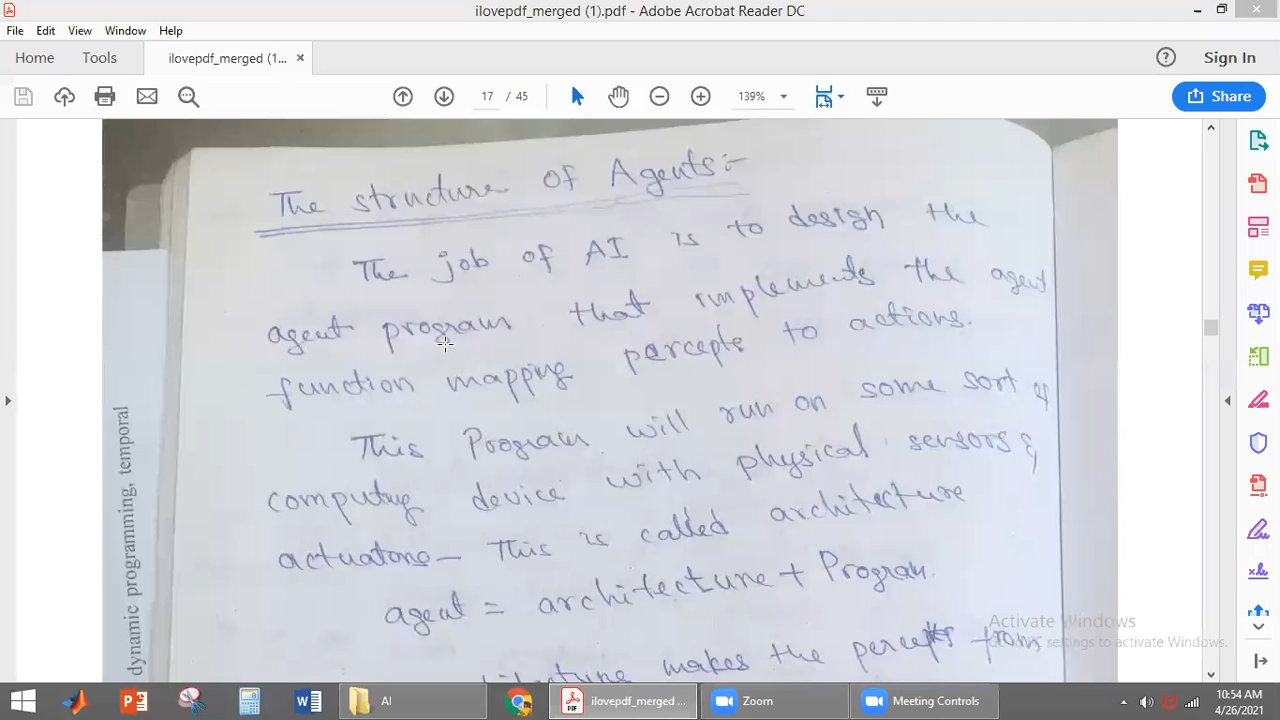 ilovepdf_merged (1).pdf - Adobe Acrobat Reader DC
File Edit View Window Help
Home Tools ilovepdf_merged (1... Sign In
17 / 45 139% Share
The structure of Agents:-
The job of AI is to design the
agent program that implements the agent
function mapping percepts to actions.
This Program will run on some sort of
computing device with physical sensors &
actuators- This is called architecture
agent = architecture + Program.
makes the percepts from
dynamic programming, temporal
Activate Windows
settings to activate Windows.
AI ilovepdf_merged ... Zoom Meeting Controls
10:54 AM
4/26/2021